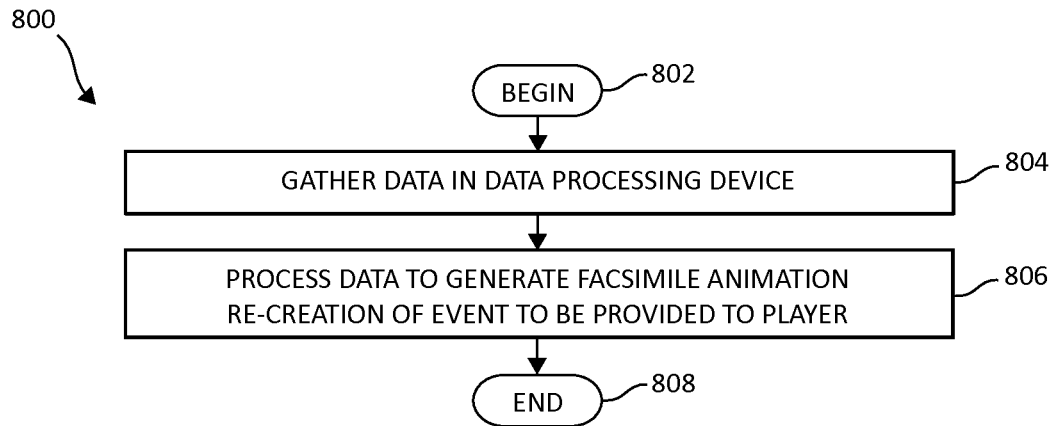 800
BEGIN
802
GATHER DATA IN DATA PROCESSING DEVICE
804
PROCESS DATA TO GENERATE FACSIMILE ANIMATION
RE-CREATION OF EVENT TO BE PROVIDED TO PLAYER
806
END
808